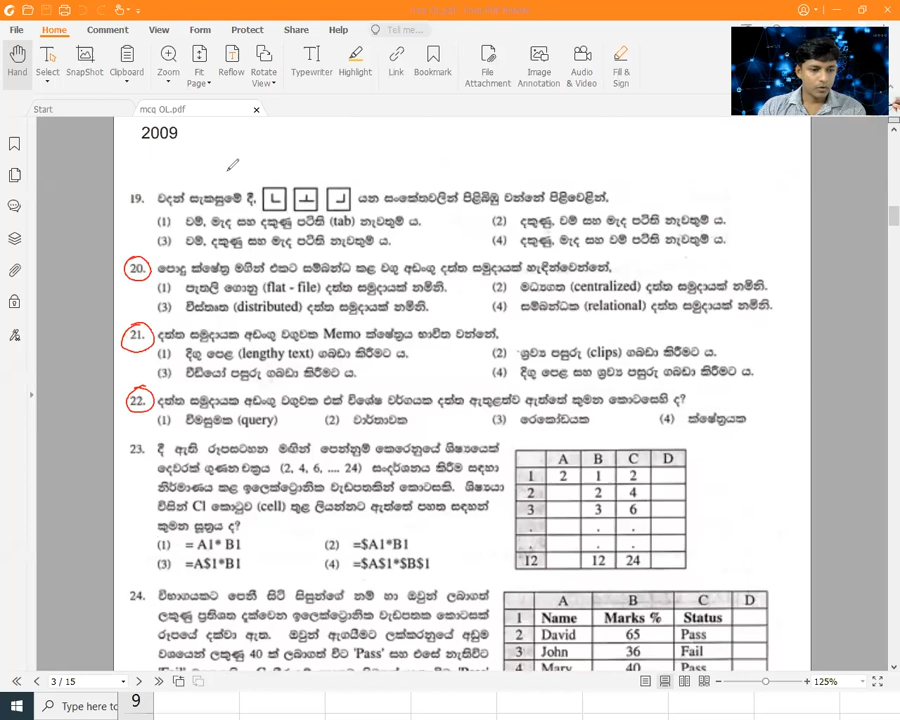 mcq OL.pdf
File Home Comment View Form Protect Share Help Tell me...
Hand Select SnapShot Clipboard Zoom Fit Page Reflow Rotate View Typewriter Highlight Link Bookmark File Attachment Image Annotation Audio & Video Fill & Sign
Start mcq OL.pdf
2009
19. වදන් සැකසුමේ දී, යන සංකේතවලින් පිළිබිඹු වන්නේ පිළිවෙළින්,
(1) වම්, මැද සහ දකුණු පටිති (tab) නැවතුම් ය. (2) දකුණු, වම් සහ මැද පටිති නැවතුම් ය.
(3) වම්, දකුණු සහ මැද පටිති නැවතුම් ය. (4) දකුණු, මැද සහ වම් පටිති නැවතුම් ය.
20. පොදු ක්ෂේත්‍ර මගින් එකට සම්බන්ධ කළ වගු අඩංගු දත්ත සමුදායක් හැඳින්වෙන්නේ,
(1) පැතලි ගොනු (flat - file) දත්ත සමුදායක් නමිනි. (2) මධ්‍යගත (centralized) දත්ත සමුදායක් නමිනි.
(3) විස්තෘත (distributed) දත්ත සමුදායක් නමිනි. (4) සම්බන්ධක (relational) දත්ත සමුදායක් නමිනි.
21. දත්ත සමුදායක අඩංගු වගුවක Memo ක්ෂේත්‍රය භාවිත වන්නේ,
(1) දිගු පෙළ (lengthy text) ගබඩා කිරීමට ය. (2) ශ්‍රව්‍ය පසුරු (clips) ගබඩා කිරීමට ය.
(3) වීඩියෝ පසුරු ගබඩා කිරීමට ය. (4) දිගු පෙළ සහ ශ්‍රව්‍ය පසුරු ගබඩා කිරීමට ය.
22. දත්ත සමුදායක අඩංගු වගුවක එක් විශේෂ වර්ගයක දත්ත ඇතුළත්ව ඇත්තේ කුමන කොටසෙහි ද?
(1) විමසුමක (query) (2) වාර්තාවක (3) රෙකෝඩයක (4) ක්ෂේත්‍රයක
23. දී ඇති රූපසටහන මගින් පෙන්නුම් කෙරෙනුයේ ශිෂ්‍යයෙක්
දෙවරක් ගුණන චක්‍රය (2, 4, 6, .... 24) සංදර්ශනය කිරීම සඳහා
නිර්මාණය කළ ඉලෙක්ට්‍රොනික වැඩපතකින් කොටසකි. ශිෂ්‍යයා
විසින් C1 කොටුව (cell) තුළ ලියන්නට ඇත්තේ පහත සඳහන්
කුමන සූත්‍රය ද?
(1) = A1* B1 (2) =$A1*B1
(3) =A$1*B1 (4) =$A$1*$B$1
A B C D
1 2 1 2
2 2 4
3 3 6
. . .
. . .
12 12 24
24. විභාගයකට පෙනී සිටි සිසුන්ගේ නම් හා ඔවුන් ලබාගත්
ලකුණු ප්‍රතිශත දක්වෙන ඉලෙක්ට්‍රොනික වැඩපතක කොටසක්
රූපයේ දක්වා ඇත. ඔවුන් ඇගයීමට ලක්කරනුයේ අඩුම
වශයෙන් ලකුණු 40 ක් ලබාගත් විට 'Pass' සහ එසේ නැතිවිට
A B C D
1 Name Marks % Status
2 David 65 Pass
3 John 36 Fail
4 Mary 40 Pass
3 / 15 125%
Type here to
9